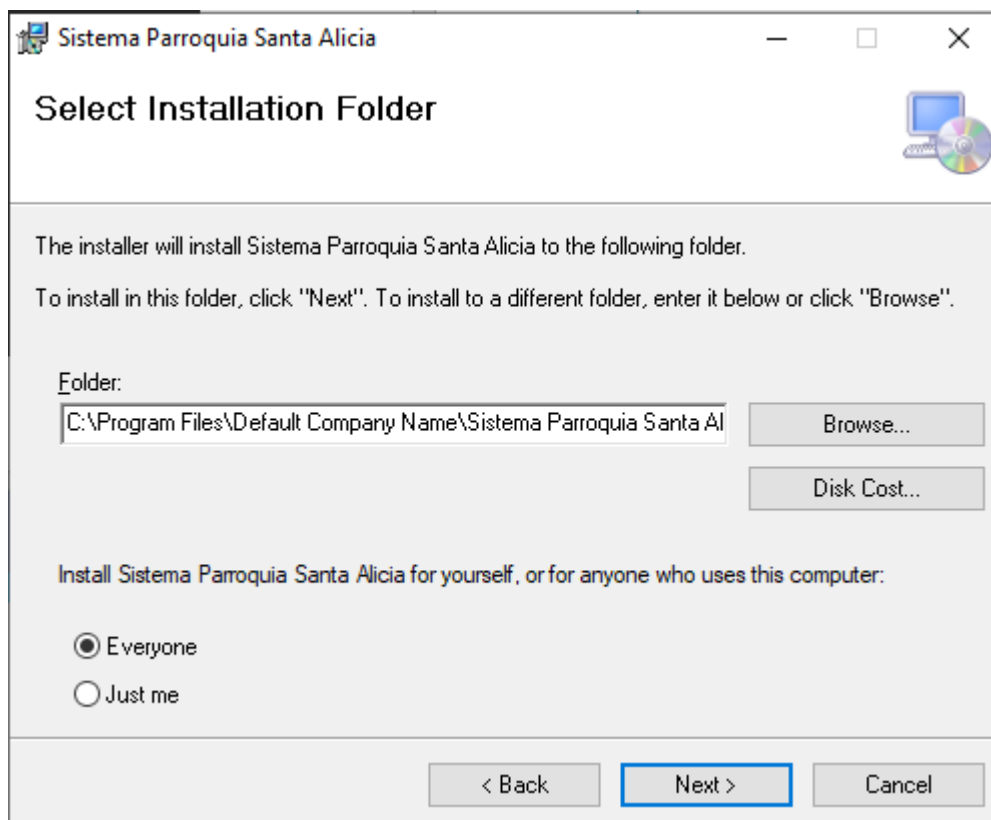 Sistema Parroquia Santa Alicia
Select Installation Folder
The installer will install Sistema Parroquia Santa Alicia to the following folder.
To install in this folder, click "Next". To install to a different folder, enter it below or click "Browse".
Folder:
C:\Program Files\Default Company Name\Sistema Parroquia Santa Al
Browse...
Disk Cost...
Install Sistema Parroquia Santa Alicia for yourself, or for anyone who uses this computer:
Everyone
Just me
< Back
Next >
Cancel